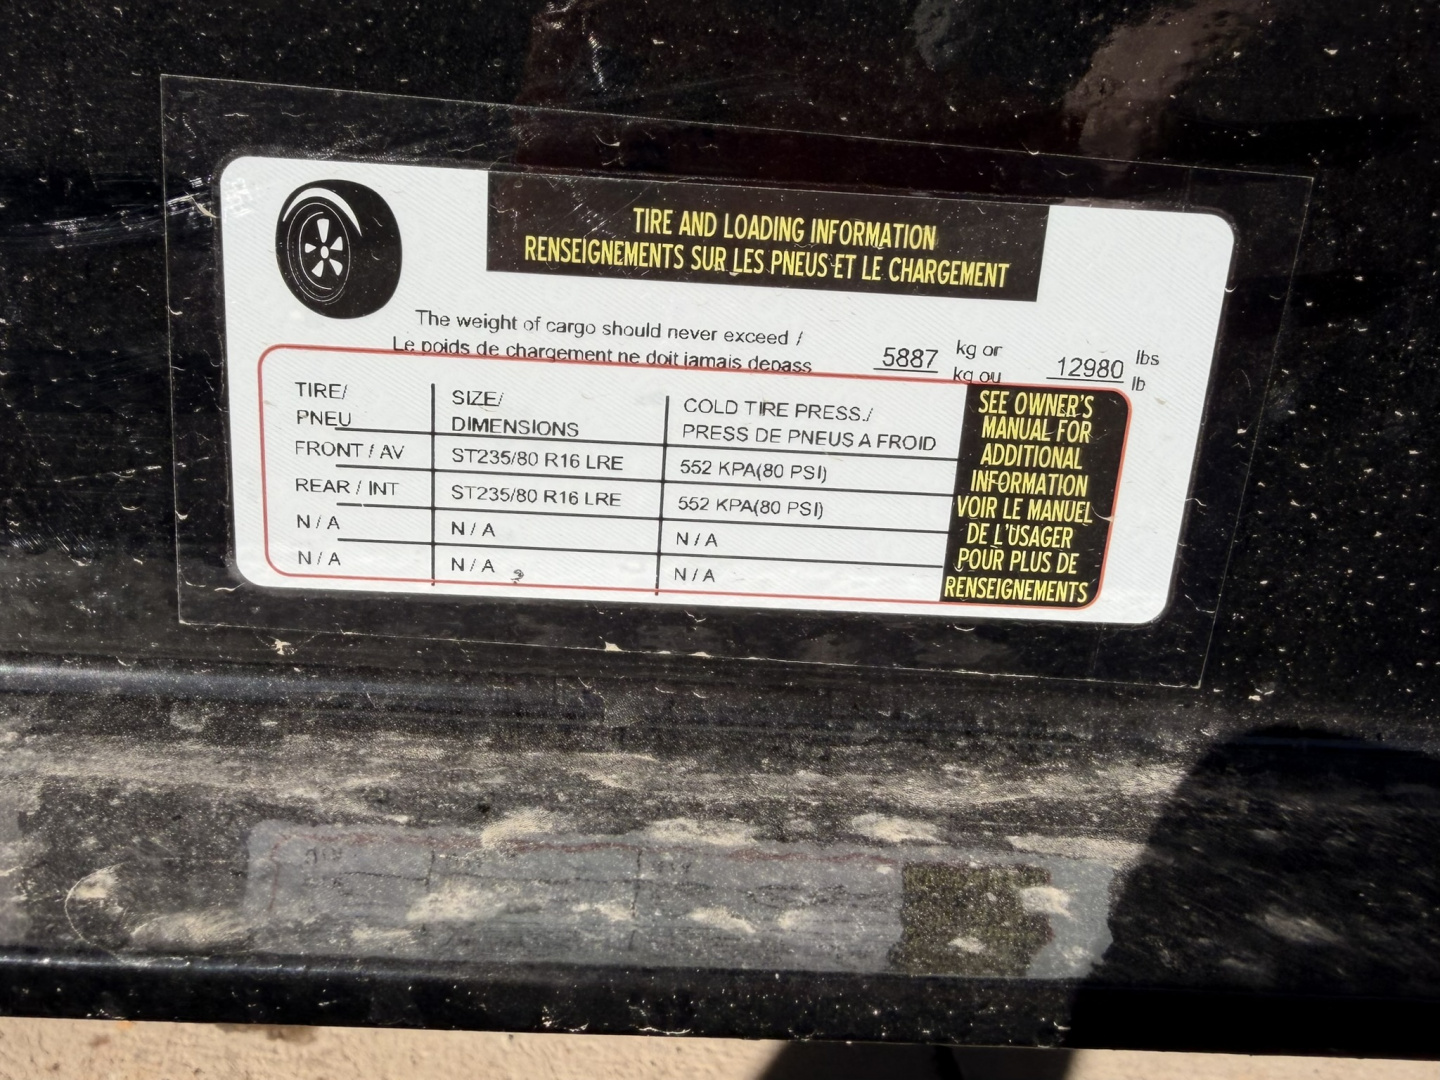 TIRE AND LOADING INFORMATION
RENSEIGNEMENTS SUR LES PNEUS ET LE CHARGEMENT
The weight of cargo should never exceed /
Le poids de chargement ne doit jamais depass
5887 kg or 12980 lbs
kg ou lb
TIRE/ SIZE/ COLD TIRE PRESS./
PNEU DIMENSIONS PRESS DE PNEUS A FROID
FRONT / AV ST235/80 R16 LRE 552 KPA(80 PSI)
REAR / INT ST235/80 R16 LRE 552 KPA(80 PSI)
N / A N / A N / A
N / A N / A N / A
SEE OWNER'S
MANUAL FOR
ADDITIONAL
INFORMATION
VOIR LE MANUEL
DE L'USAGER
POUR PLUS DE
RENSEIGNEMENTS